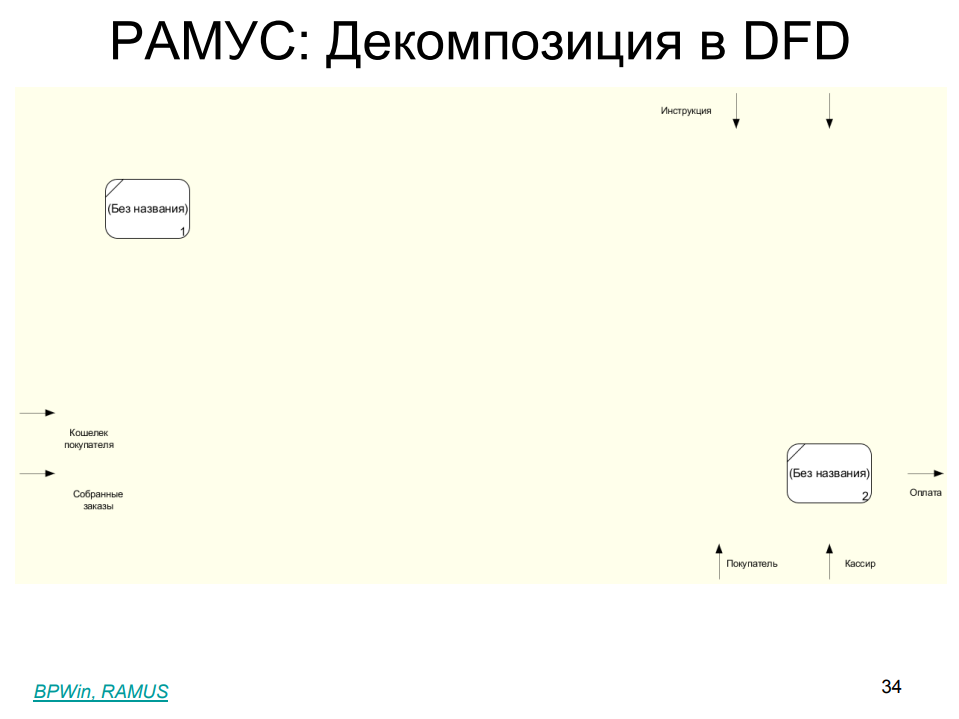 РАМУС: Декомпозиция в DFD
Инструкция
(Без названия)
1
Кошелек
покупателя
Собранные
заказы
(Без названия)
2
Оплата
Покупатель
Кассир
BPWin, RAMUS
34